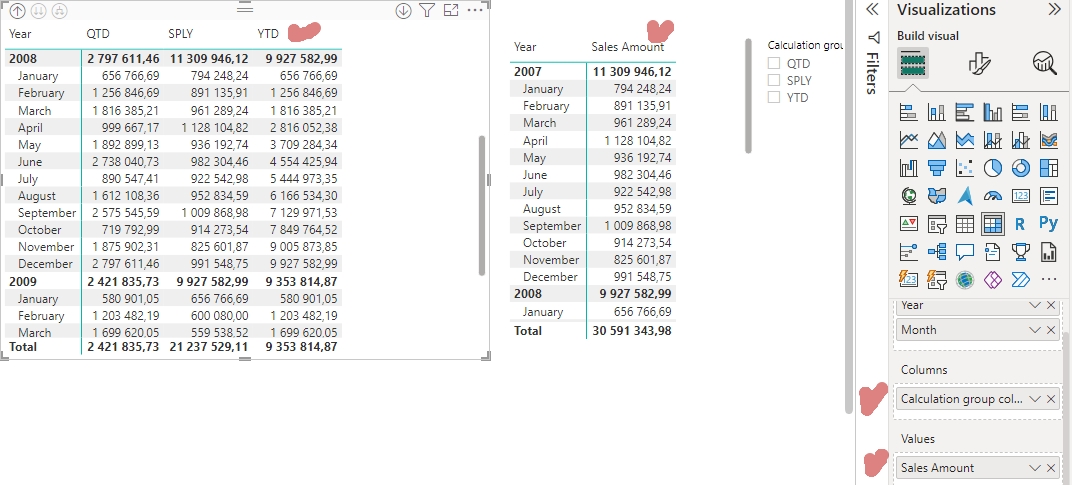 Year QTD SPLY YTD
2008 2 797 611,46 11 309 946,12 9 927 582,99
January 656 766,69 794 248,24 656 766,69
February 1 256 846,69 891 135,91 1 256 846,69
March 1 816 385,21 961 289,24 1 816 385,21
April 999 667,17 1 128 104,82 2 816 052,38
May 1 892 899,13 936 192,74 3 709 284,34
June 2 738 040,73 982 304,46 4 554 425,94
July 890 547,41 922 542,98 5 444 973,35
August 1 612 108,36 952 834,59 6 166 534,30
September 2 575 545,59 1 009 868,98 7 129 971,53
October 719 792,99 914 273,54 7 849 764,52
November 1 875 902,31 825 601,87 9 005 873,85
December 2 797 611,46 991 548,75 9 927 582,99
2009 2 421 835,73 9 927 582,99 9 353 814,87
January 580 901,05 656 766,69 580 901,05
February 1 203 482,19 600 080,00 1 203 482,19
March 1 699 620,05 559 538,52 1 699 620,05
Total 2 421 835,73 21 237 529,11 9 353 814,87
Year Sales Amount
2007 11 309 946,12
January 794 248,24
February 891 135,91
March 961 289,24
April 1 128 104,82
May 936 192,74
June 982 304,46
July 922 542,98
August 952 834,59
September 1 009 868,98
October 914 273,54
November 825 601,87
December 991 548,75
2008 9 927 582,99
January 656 766,69
Total 30 591 343,98
Calculation grou
QTD
SPLY
YTD
Filters
Visualizations
Build visual
123
R Py
123
Year
Month
Columns
Calculation group col...
Values
Sales Amount